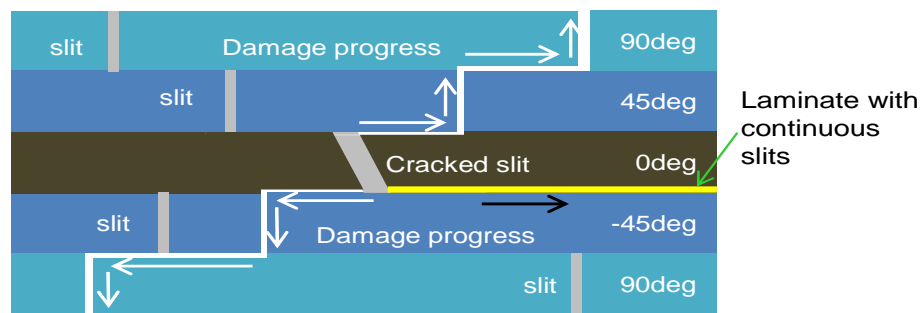 slit
Damage progress
90deg
slit
45deg
Laminate with
continuous
slits
Cracked slit
0deg
slit
Damage progress
-45deg
slit
90deg